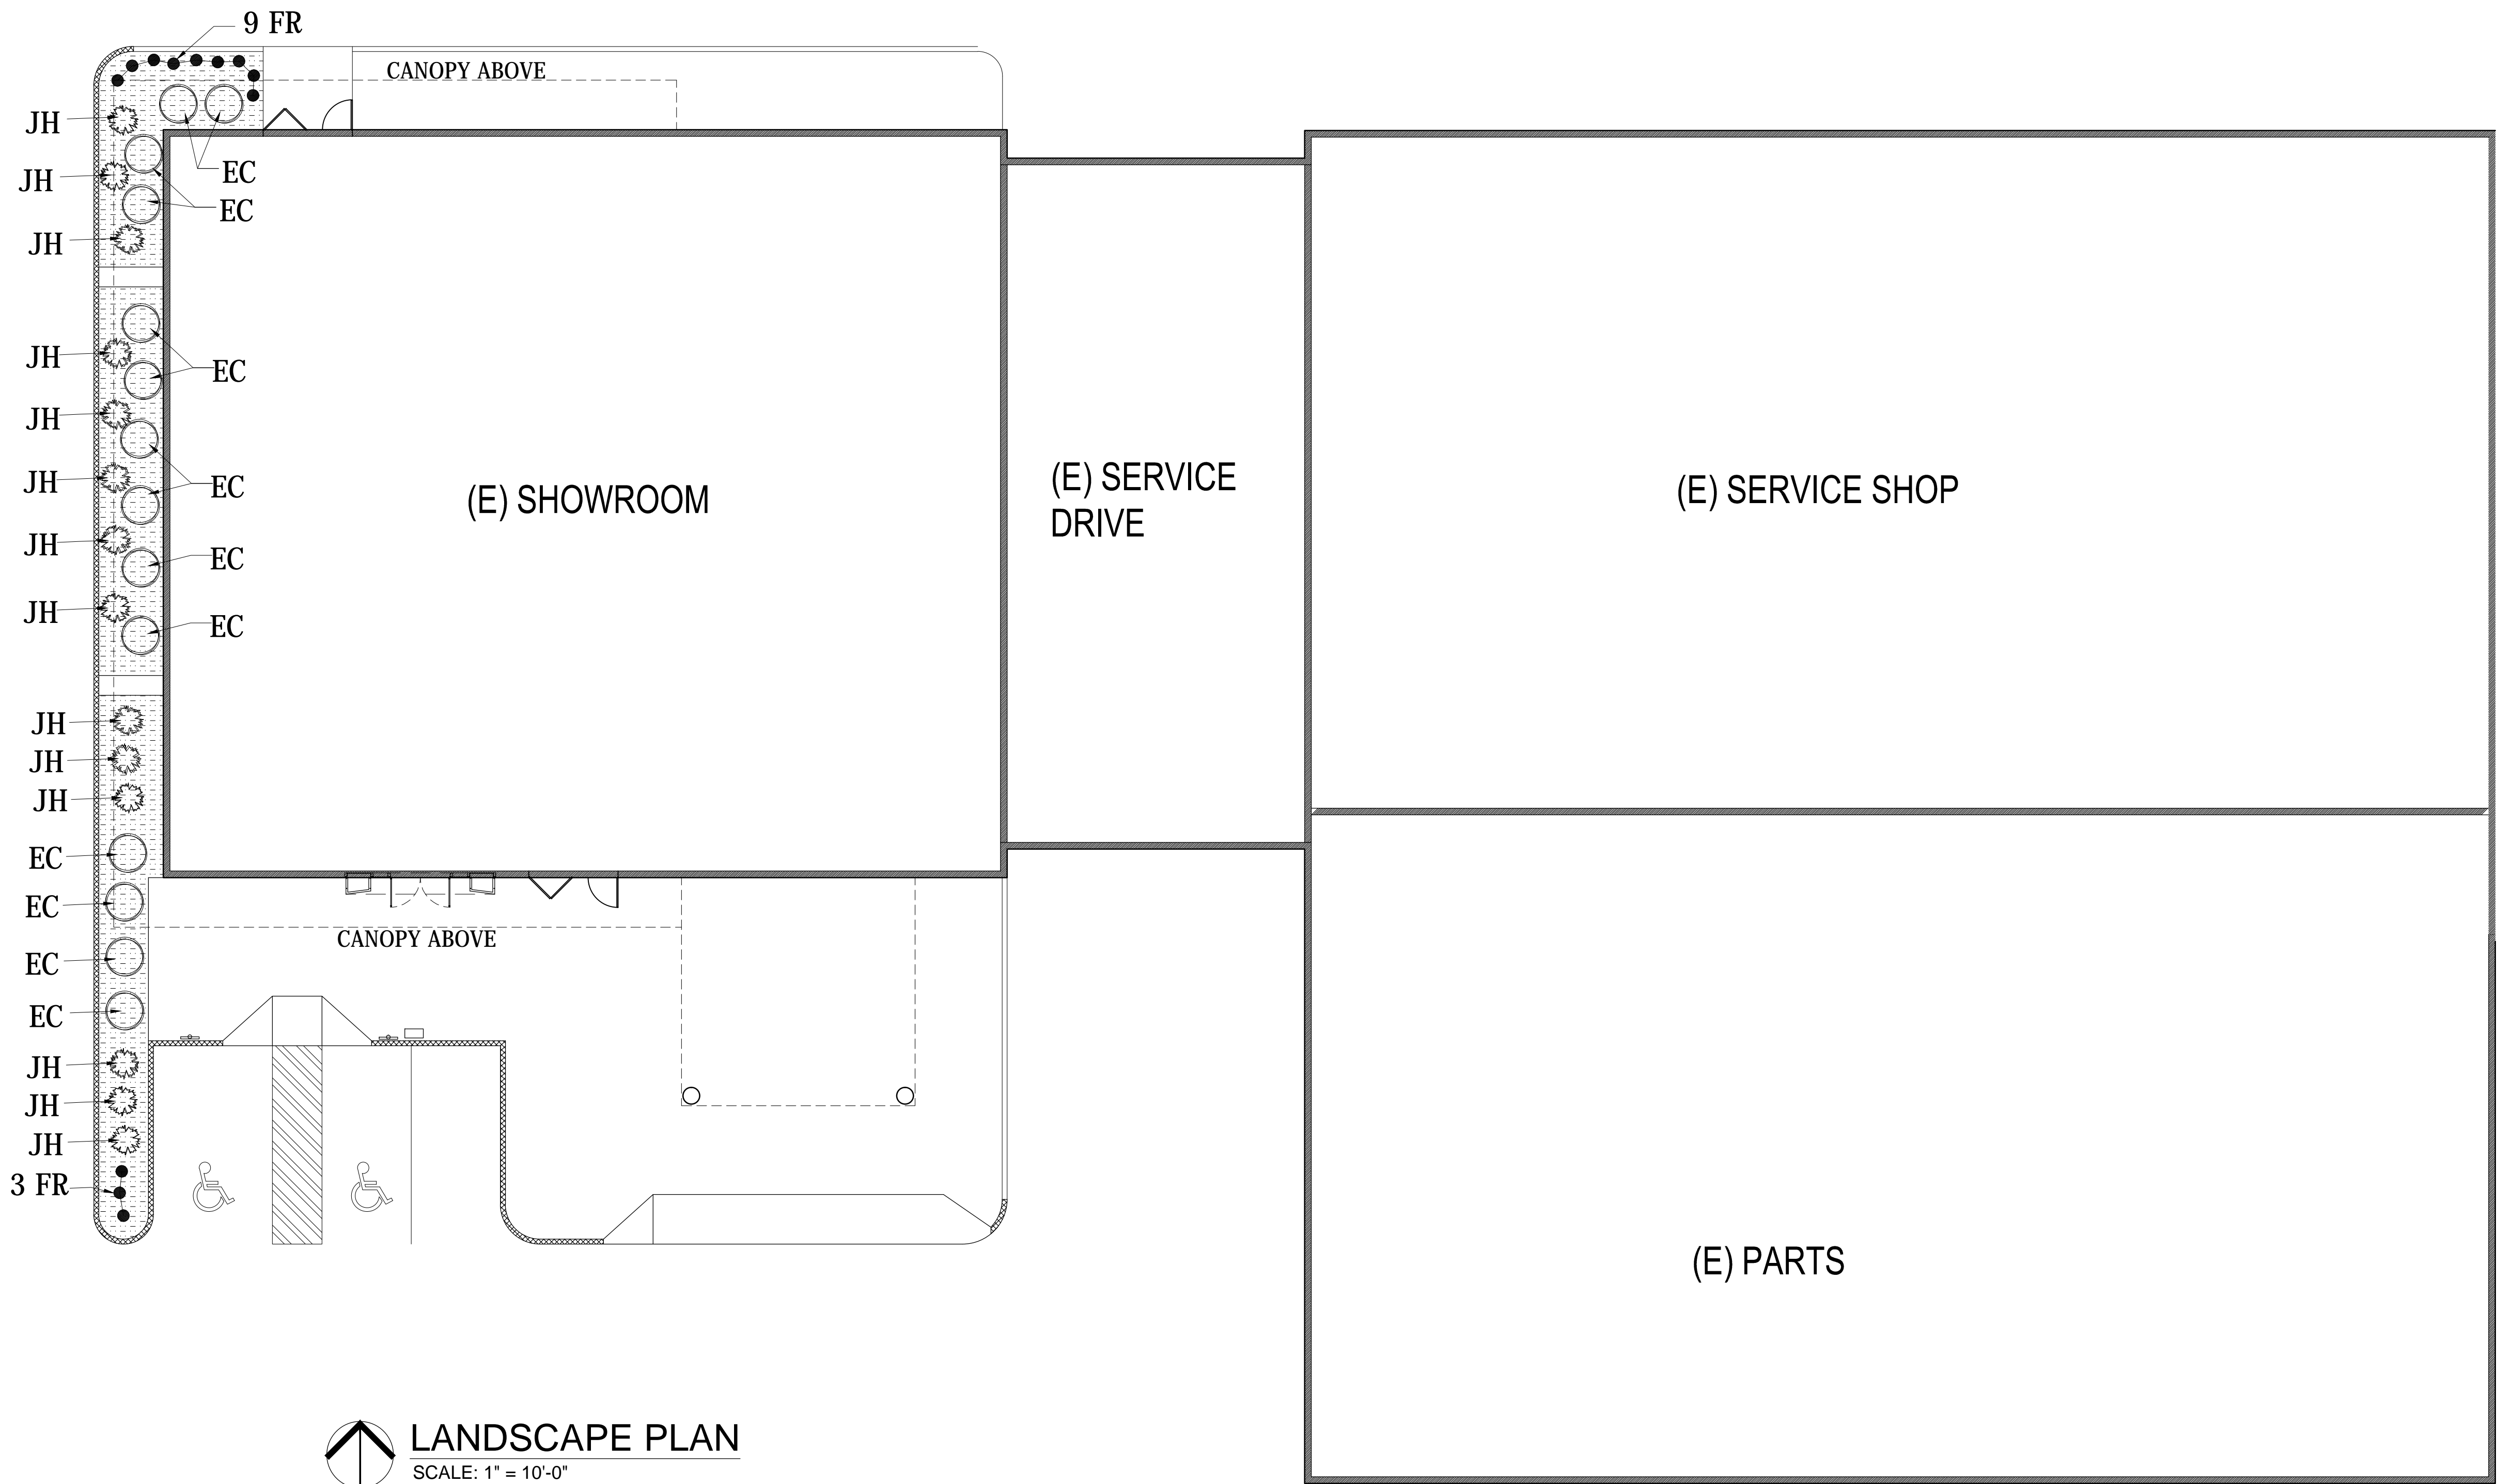 9 FR
CANOPY ABOVE
JH
EC
JH
EC
JH
JH
EC
JH
JH
EC
JH
EC
JH
EC
(E) SHOWROOM
(E) SERVICE
DRIVE
(E) SERVICE SHOP
JH
JH
JH
EC
EC
CANOPY ABOVE
EC
EC
JH
JH
JH
3 FR
(E) PARTS
LANDSCAPE PLAN
SCALE: 1" = 10'-0"